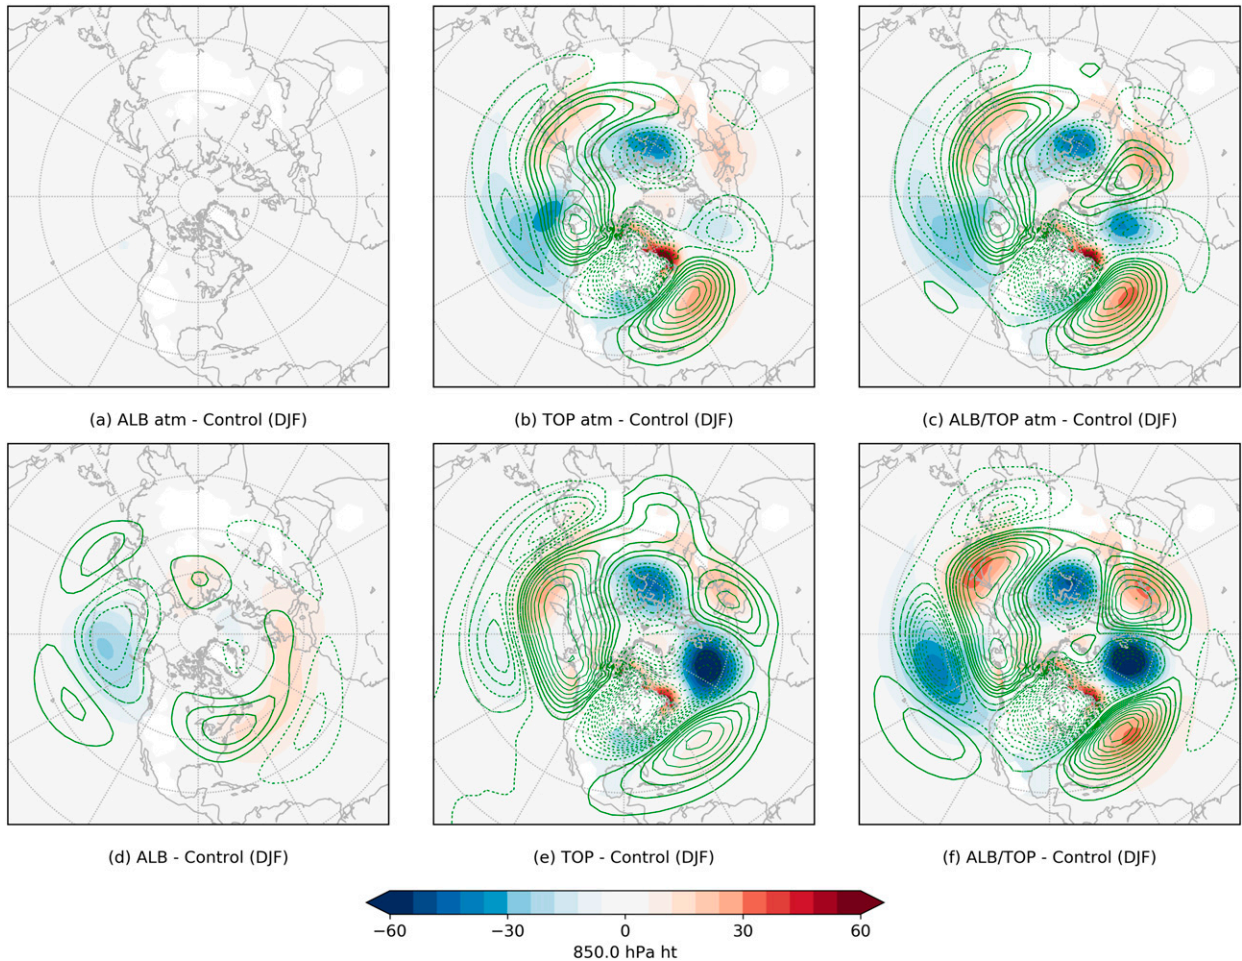 (a) ALB atm - Control (DJF)
(b) TOP atm - Control (DJF)
(c) ALB/TOP atm - Control (DJF)
(d) ALB - Control (DJF)
(e) TOP - Control (DJF)
(f) ALB/TOP - Control (DJF)
−60 −30 0 30 60
850.0 hPa ht